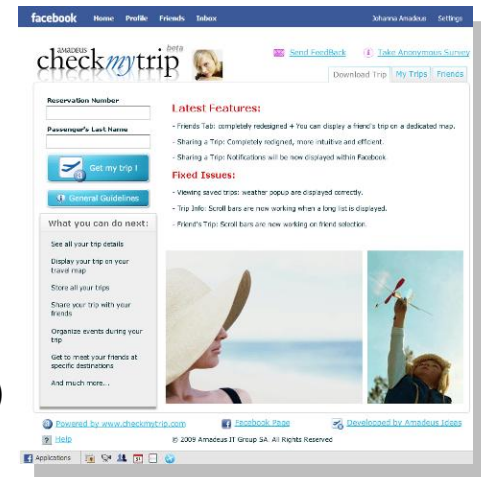 facebook Home Profile Friends Inbox Johanna Amadeus Settings
AMADEUS
checkmytrip beta
Send FeedBack Take Anonymous Survey
Download Trip My Trips Friends
Reservation Number
Passenger's Last Name
Get my trip !
General Guidelines
What you can do next:
See all your trip details
Display your trip on your
travel map
Store all your trips
Share your trip with your
friends
Organize events during your
trip
Get to meet your friends at
specific destinations
And much more...
Latest Features:
- Friends Tab: completely redesigned + You can display a friend's trip on a dedicated map.
- Sharing a Trip: Completely redigned, more intuitive and efficient.
- Sharing a Trip: Notifications will be now displayed within Facebook.
Fixed Issues:
- Viewing saved trips: weather popup are displayed correctly.
- Trip Info: Scroll bars are now working when a long list is displayed.
- Friend's Trip: Scroll bars are now working on friend selection.
Powered by www.checkmytrip.com Facebook Page Developped by Amadeus Ideas
Help © 2009 Amadeus IT Group SA. All Rights Reserved
Applications